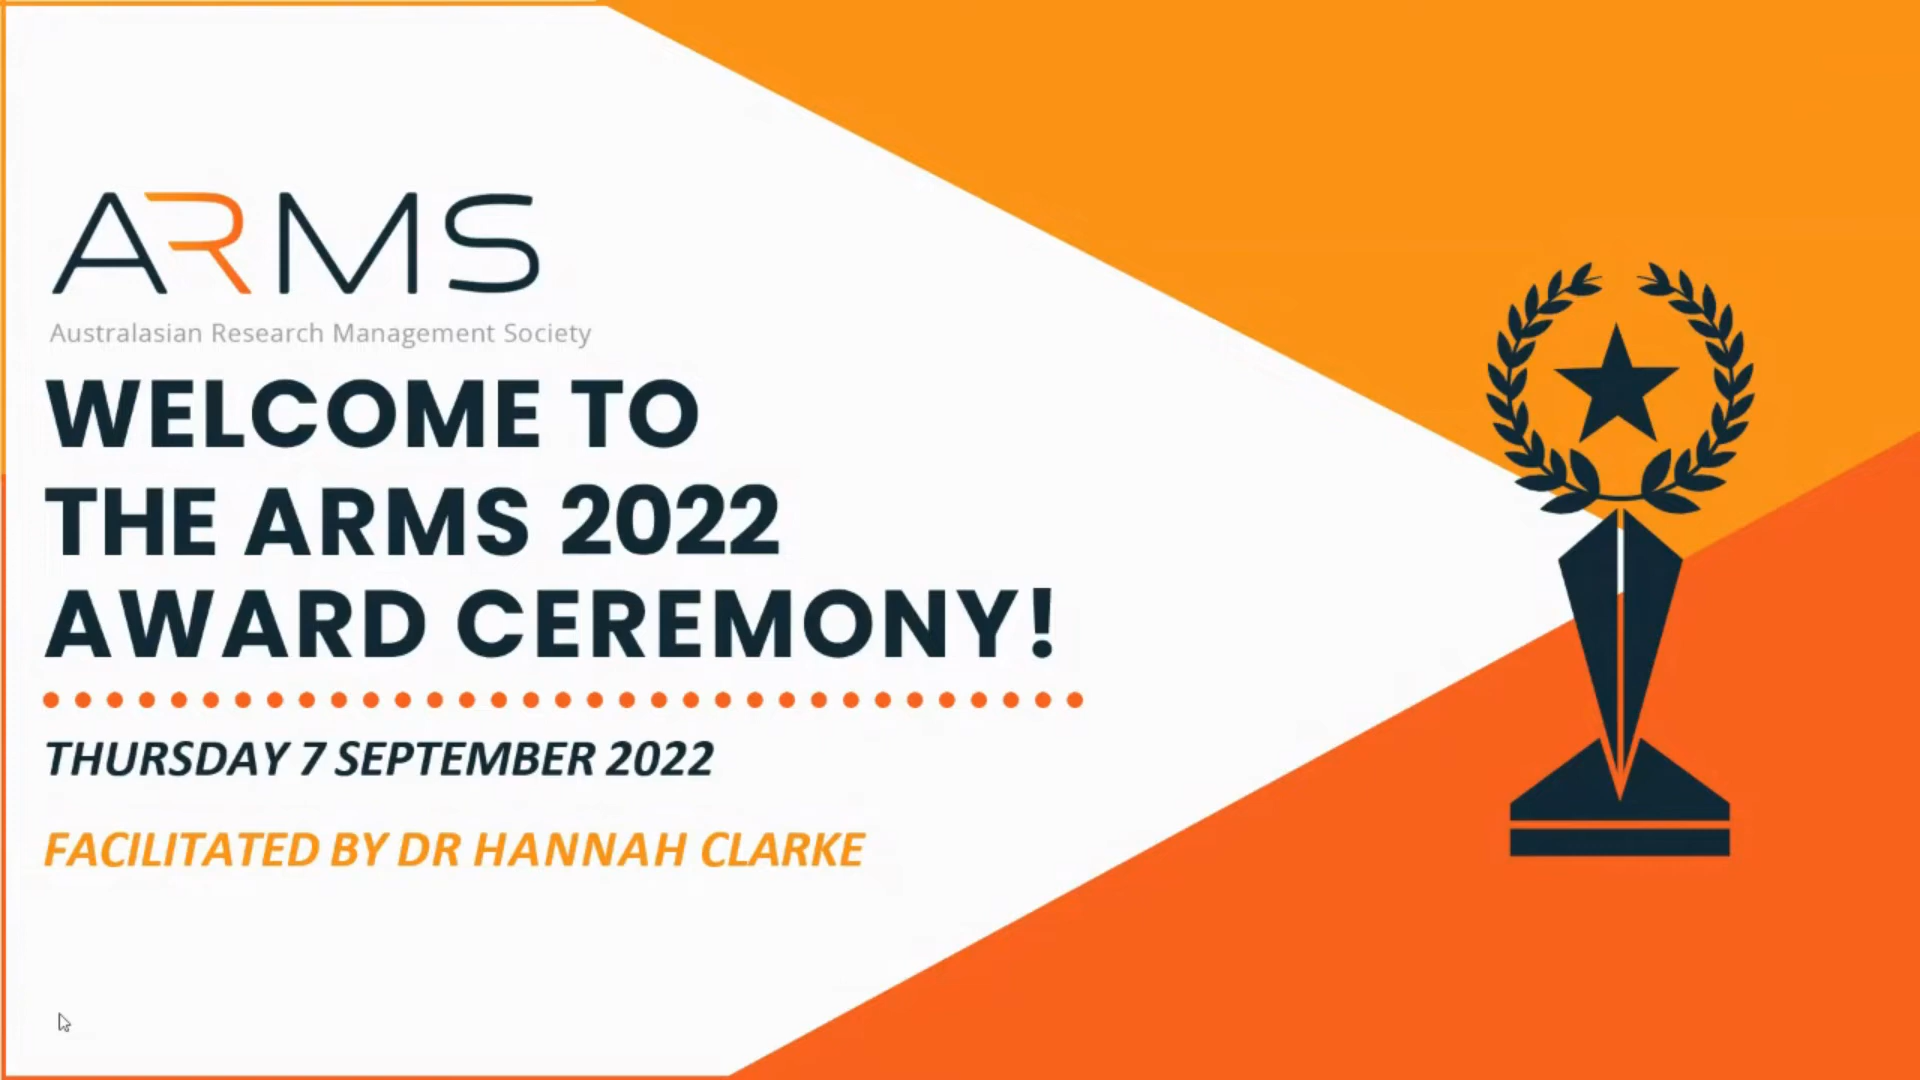 ARMS
Australasian Research Management Society
WELCOME TO
THE ARMS 2022
AWARD CEREMONY!
THURSDAY 7 SEPTEMBER 2022
FACILITATED BY DR HANNAH CLARKE